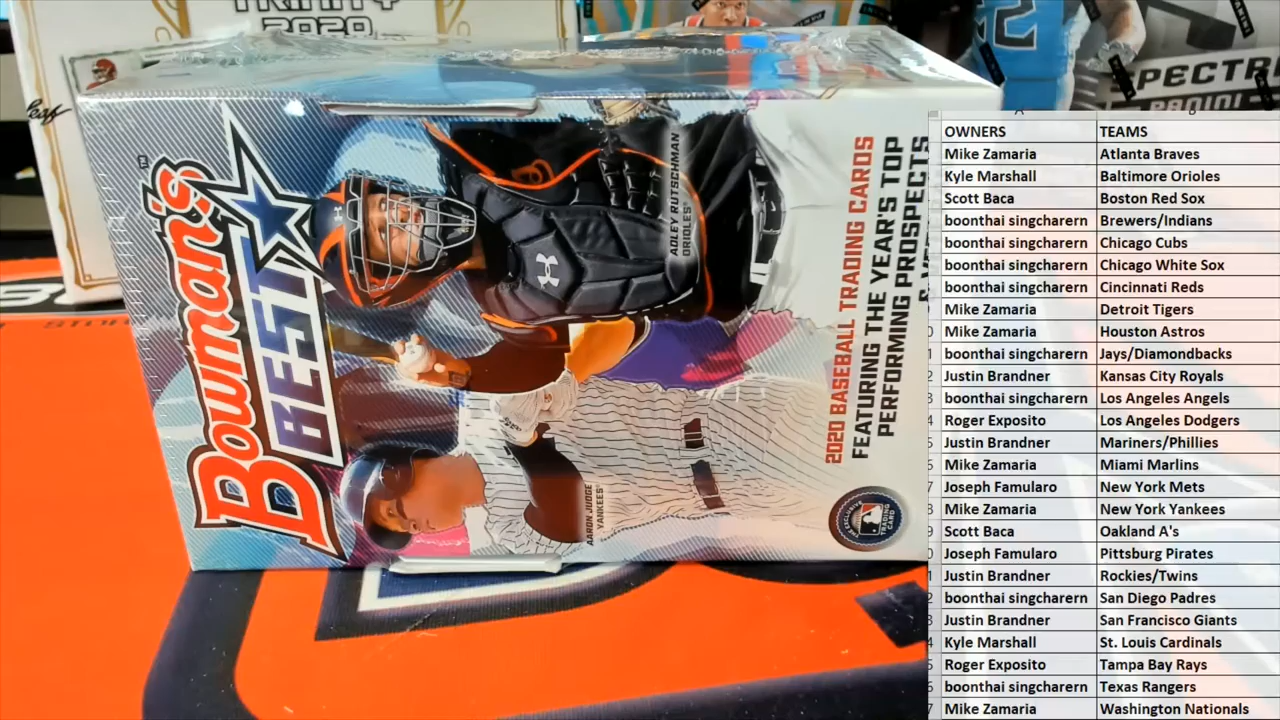 TRINITY
2020
leaf
SPECTRA
PANINI
Bowman's
BEST
TM
ADLEY RUTSCHMAN
ORIOLES®
AARON JUDGE
YANKEES®
2020 BASEBALL TRADING CARDS
FEATURING THE YEAR'S TOP
PERFORMING PROSPECTS
OWNERS TEAMS
Mike Zamaria Atlanta Braves
Kyle Marshall Baltimore Orioles
Scott Baca Boston Red Sox
boonthai singcharern Brewers/Indians
boonthai singcharern Chicago Cubs
boonthai singcharern Chicago White Sox
boonthai singcharern Cincinnati Reds
Mike Zamaria Detroit Tigers
Mike Zamaria Houston Astros
boonthai singcharern Jays/Diamondbacks
Justin Brandner Kansas City Royals
boonthai singcharern Los Angeles Angels
Roger Exposito Los Angeles Dodgers
Justin Brandner Mariners/Phillies
Mike Zamaria Miami Marlins
Joseph Famularo New York Mets
Mike Zamaria New York Yankees
Scott Baca Oakland A's
Joseph Famularo Pittsburg Pirates
Justin Brandner Rockies/Twins
boonthai singcharern San Diego Padres
Justin Brandner San Francisco Giants
Kyle Marshall St. Louis Cardinals
Roger Exposito Tampa Bay Rays
boonthai singcharern Texas Rangers
Mike Zamaria Washington Nationals